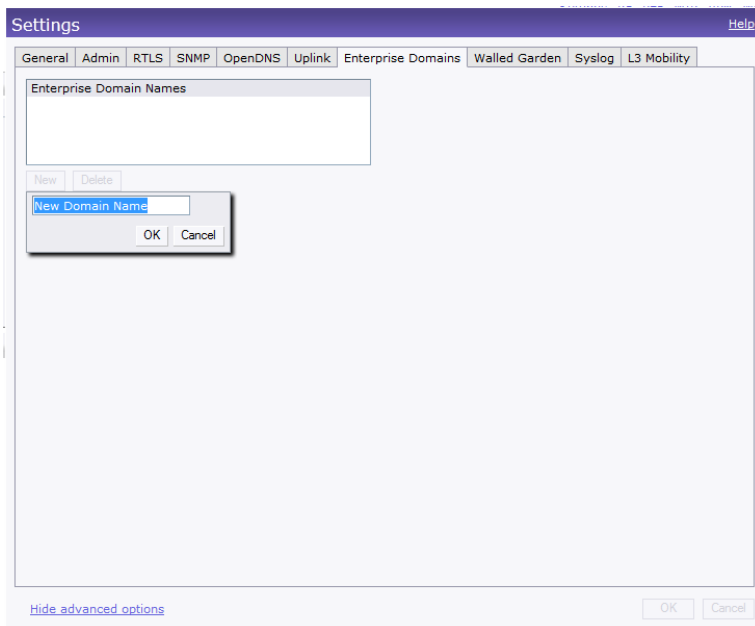 Settings
Help
General Admin RTLS SNMP OpenDNS Uplink Enterprise Domains Walled Garden Syslog L3 Mobility
Enterprise Domain Names
New Delete
New Domain Name
OK Cancel
Hide advanced options
OK Cancel